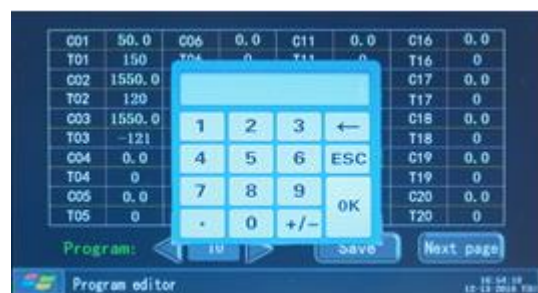 C01 50.0 C06 0.0 C11 0.0 C16 0.0
T01 150 T16 0
C02 1550.0 C17 0.0
T02 120 T17 0
C03 1550.0 C18 0.0
T03 -121 T18 0
C04 0.0 C19 0.0
T04 0 T19 0
C05 0.0 C20 0.0
T05 0 T20 0
1 2 3 ←
4 5 6 ESC
7 8 9 OK
. 0 +/-
Program: Save Next page
Program editor